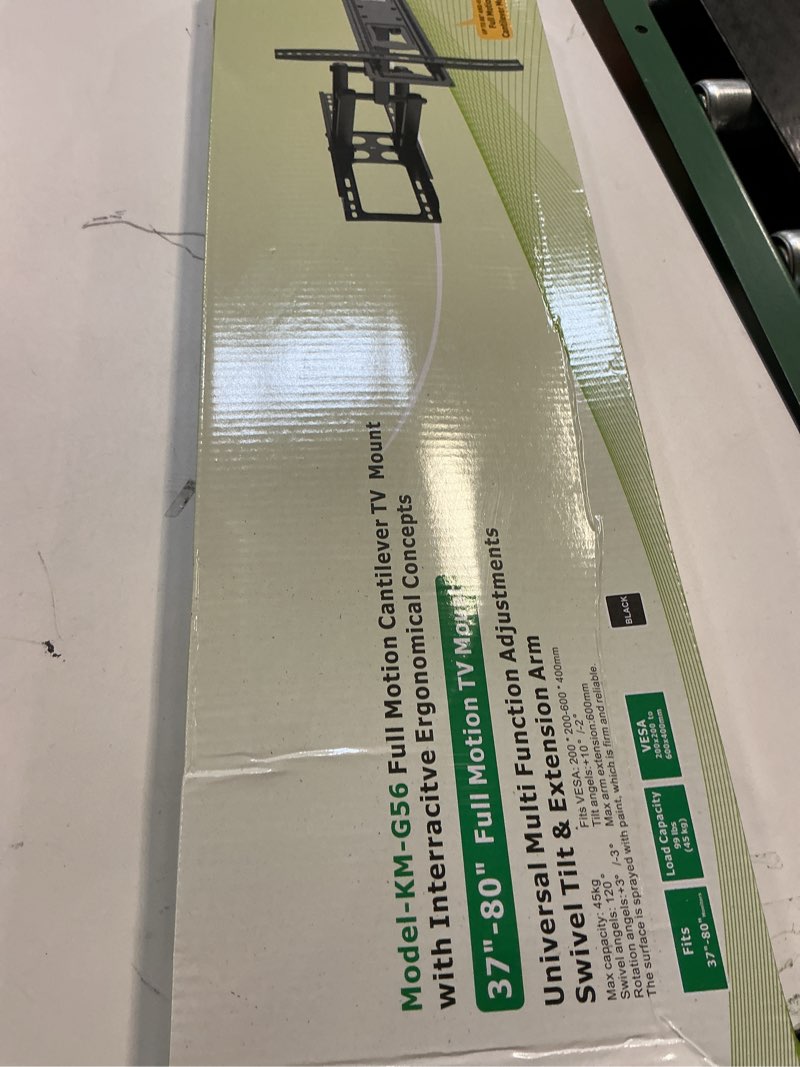 Model-KM-G56 Full Motion Cantilever TV Mount
with Interracitve Ergonomical Concepts
37"-80" Full Motion TV Mount
Universal Multi Function Adjustments
Swivel Tilt & Extension Arm
Max capacity: 45kg
Fits VESA: 200*200-600*400mm
Swivel angels: 120°
Tilt angels:+10° /-2°
Rotation angels:+3° /-3°
Max arm extension:600mm
The surface is sprayed with paint, which is firm and reliable.
BLACK
Fits
37"-80"
Load Capacity
99 lbs
(45 kg)
VESA
200x200 to
600x400mm
Full Motion
Cantilever